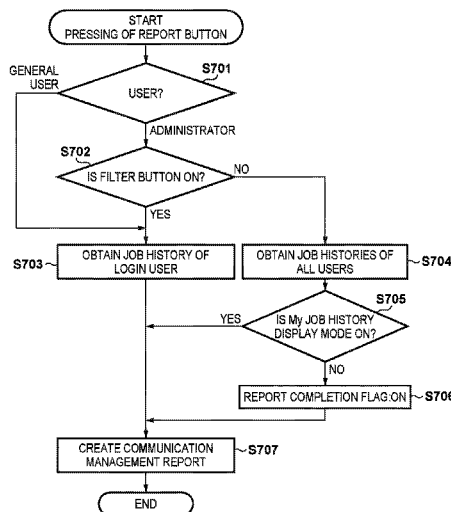 START
PRESSING OF REPORT BUTTON
GENERAL
USER
S701
USER?
ADMINISTRATOR
S702
IS FILTER BUTTON ON?
NO
YES
S703
OBTAIN JOB HISTORY OF
LOGIN USER
OBTAIN JOB HISTORIES OF
ALL USERS
S704
S705
YES
IS My JOB HISTORY
DISPLAY MODE ON?
NO
REPORT COMPLETION FLAG:ON
S706
CREATE COMMUNICATION
MANAGEMENT REPORT
S707
END